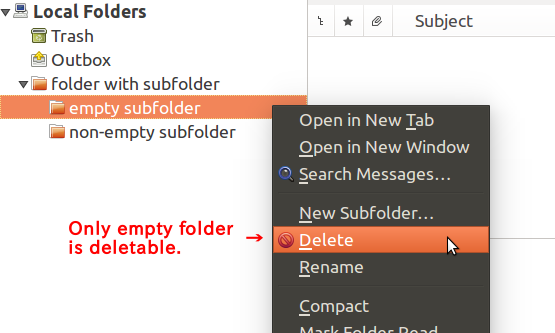 Local Folders
Trash
Outbox
folder with subfolder
empty subfolder
non-empty subfolder
Subject
Open in New Tab
Open in New Window
Search Messages...
New Subfolder...
Delete
Rename
Compact
Mark Folder Read
Only empty folder →
is deletable.